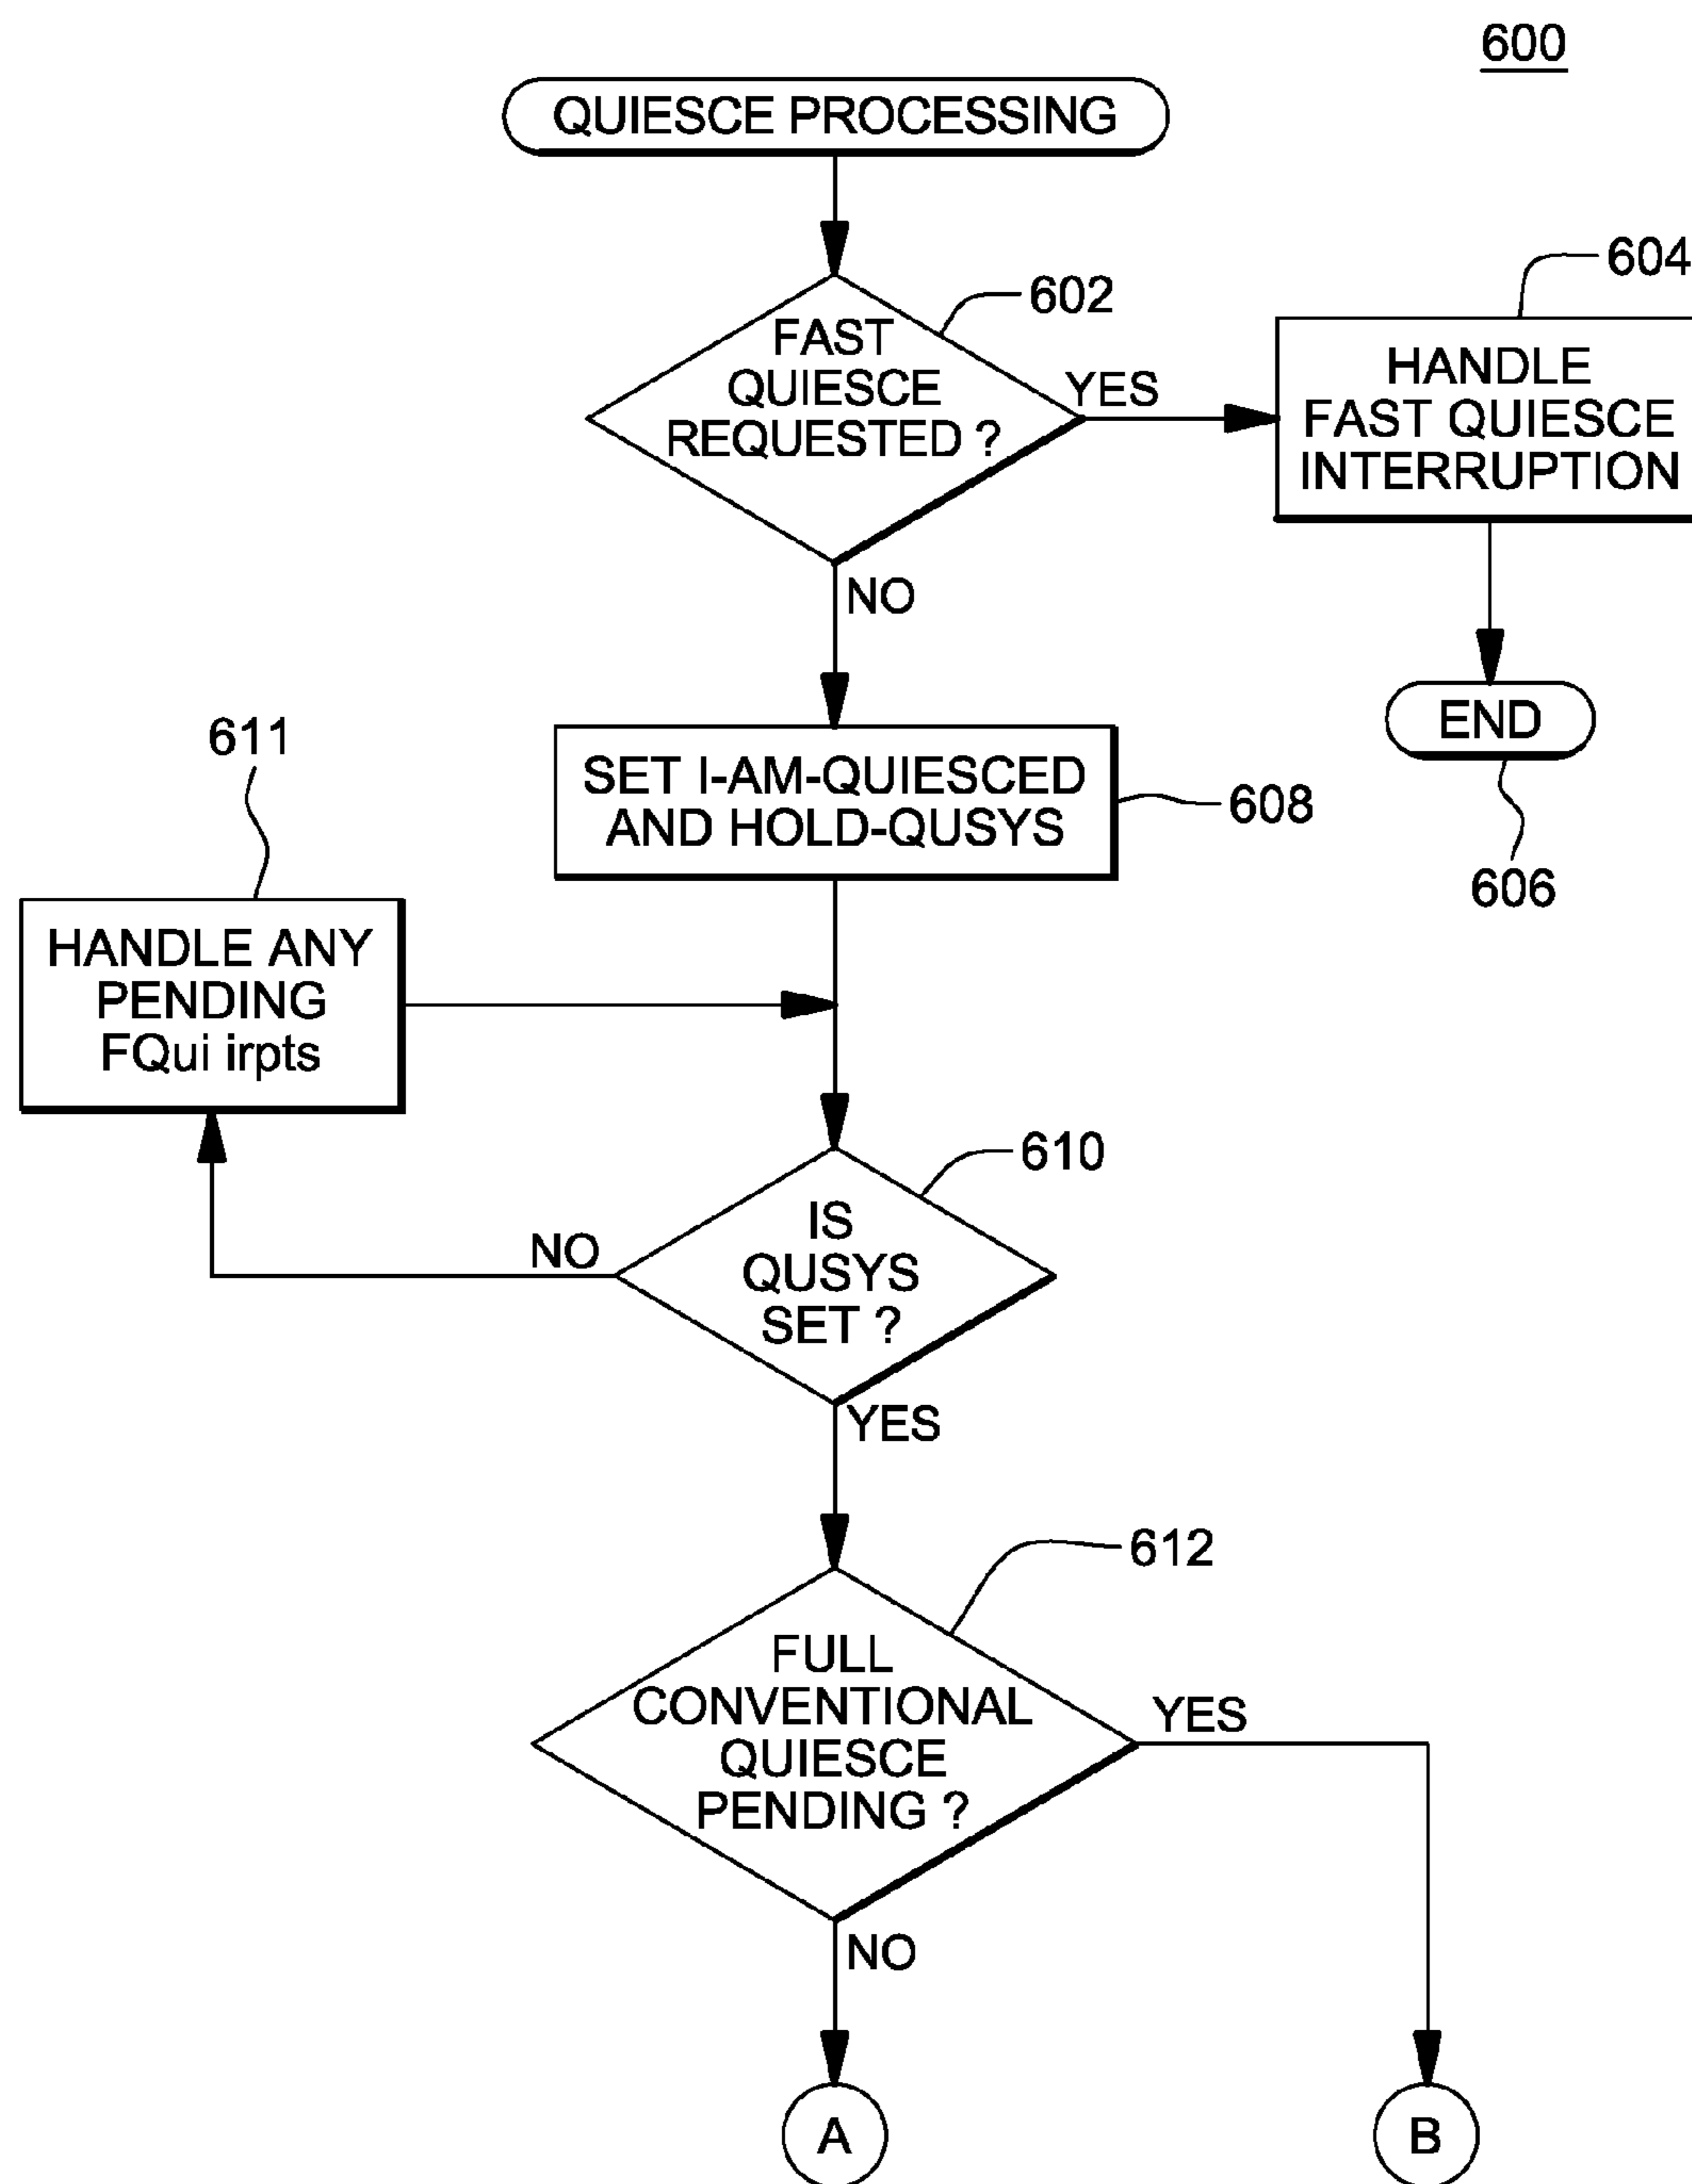 600
QUIESCE PROCESSING
602
FAST
QUIESCE
REQUESTED ?
YES
604
HANDLE
FAST QUIESCE
INTERRUPTION
NO
END
606
SET I-AM-QUIESCED
AND HOLD-QUSYS
608
611
HANDLE ANY
PENDING
FQui irpts
610
IS
QUSYS
SET ?
NO
YES
612
FULL
CONVENTIONAL
QUIESCE
PENDING ?
YES
NO
A
B